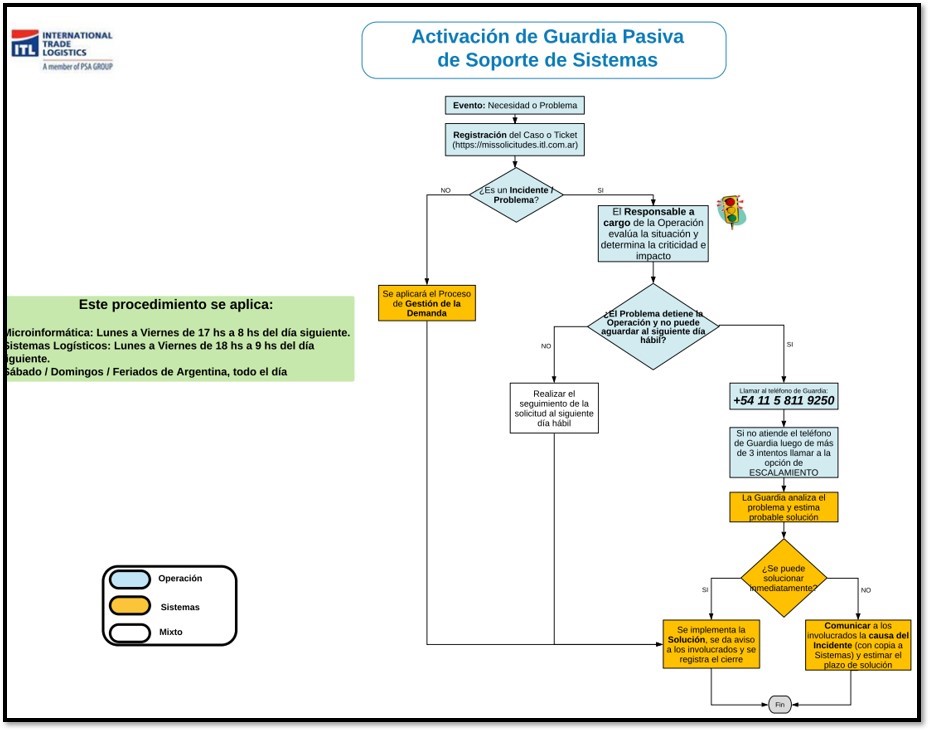 INTERNATIONAL
TRADE
LOGISTICS
ITL
A member of PSA GROUP
Activación de Guardia Pasiva
de Soporte de Sistemas
Evento: Necesidad o Problema
Registración del Caso o Ticket
(https://missolicitudes.itl.com.ar)
¿Es un Incidente /
Problema?
NO
SI
El Responsable a
cargo de la Operación
evalúa la situación y
determina la criticidad e
impacto
Se aplicará el Proceso
de Gestión de la
Demanda
Este procedimiento se aplica:
Microinformática: Lunes a Viernes de 17 hs a 8 hs del día siguiente.
Sistemas Logísticos: Lunes a Viernes de 18 hs a 9 hs del día
iguiente.
Sábado / Domingos / Feriados de Argentina, todo el día
¿El Problema detiene la
Operación y no puede
aguardar al siguiente día
hábil?
NO
SI
Realizar el
seguimiento de la
solicitud al siguiente
día hábil
Llamar al teléfono de Guardia:
+54 11 5 811 9250
Si no atiende el teléfono
de Guardia luego de más
de 3 intentos llamar a la
opción de
ESCALAMIENTO
La Guardia analiza el
problema y estima
probable solución
¿Se puede
solucionar
inmediatamente?
SI
NO
Se implementa la
Solución, se da aviso
a los involucrados y se
registra el cierre
Comunicar a los
involucrados la causa del
Incidente (con copia a
Sistemas) y estimar el
plazo de solución
Fin
Operación
Sistemas
Mixto